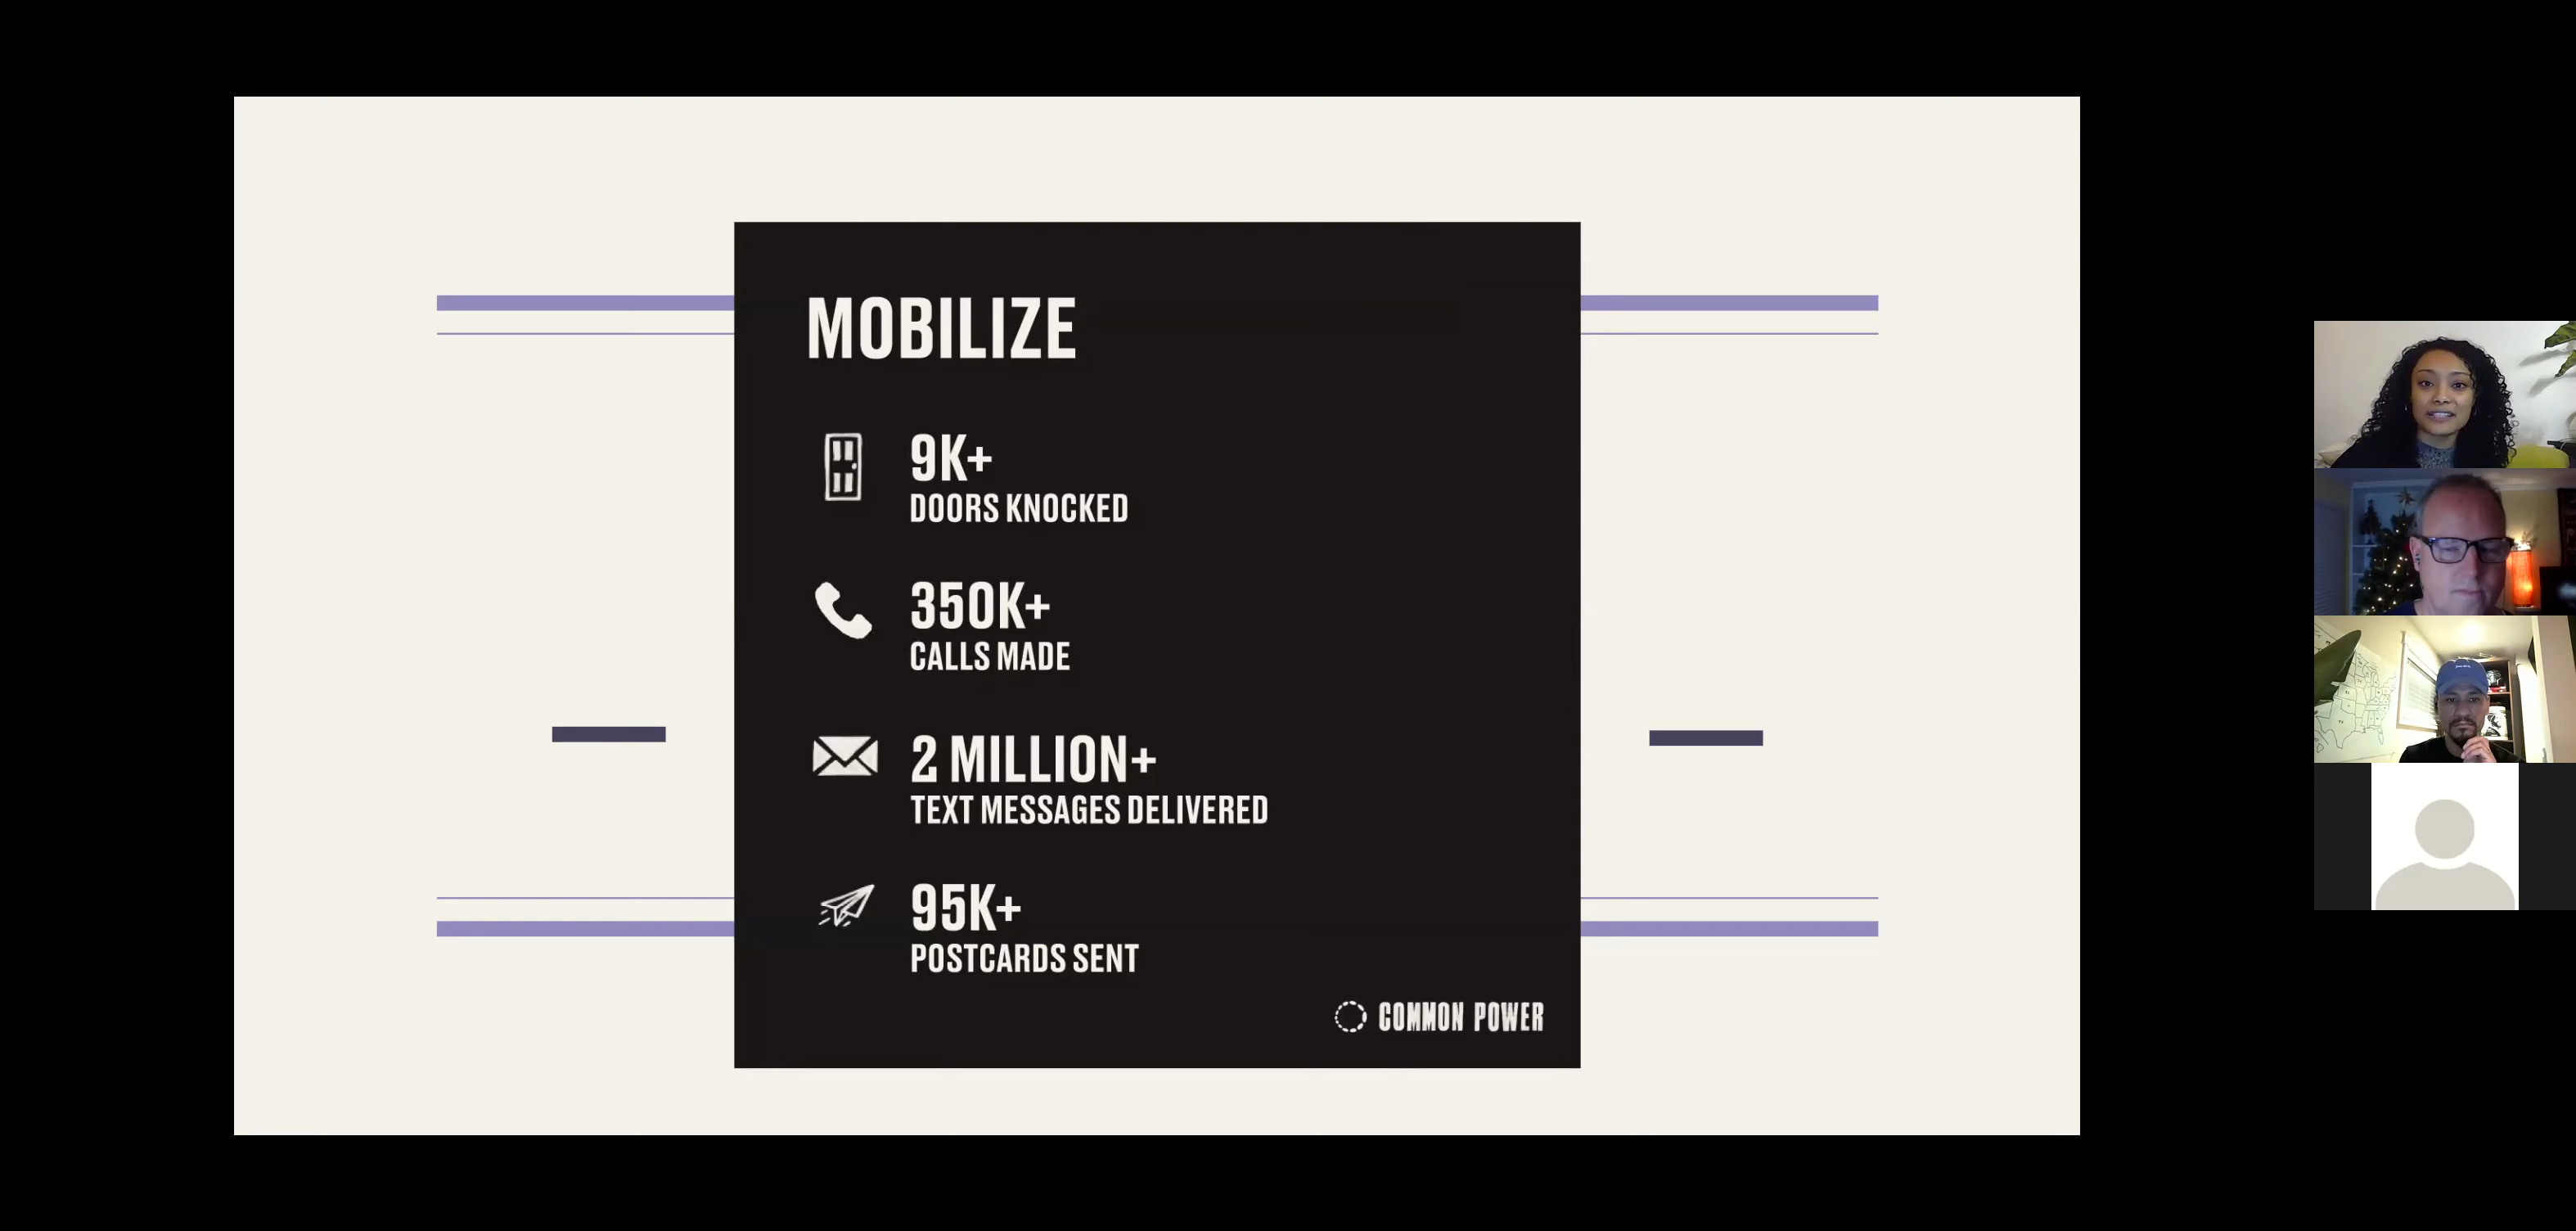 MOBILIZE
9K+
DOORS KNOCKED
350K+
CALLS MADE
2 MILLION+
TEXT MESSAGES DELIVERED
95K+
POSTCARDS SENT
COMMON POWER